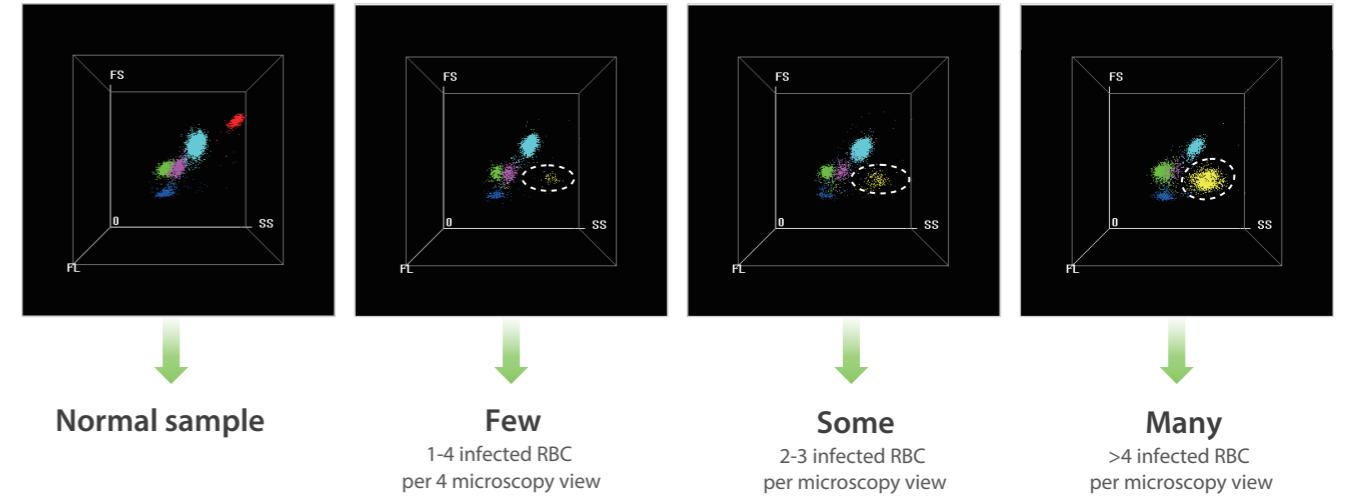 FS
0
SS
FL
FS
0
SS
FL
FS
0
SS
FL
FS
0
SS
FL
Normal sample
Few
1-4 infected RBC
per 4 microscopy view
Some
2-3 infected RBC
per microscopy view
Many
>4 infected RBC
per microscopy view